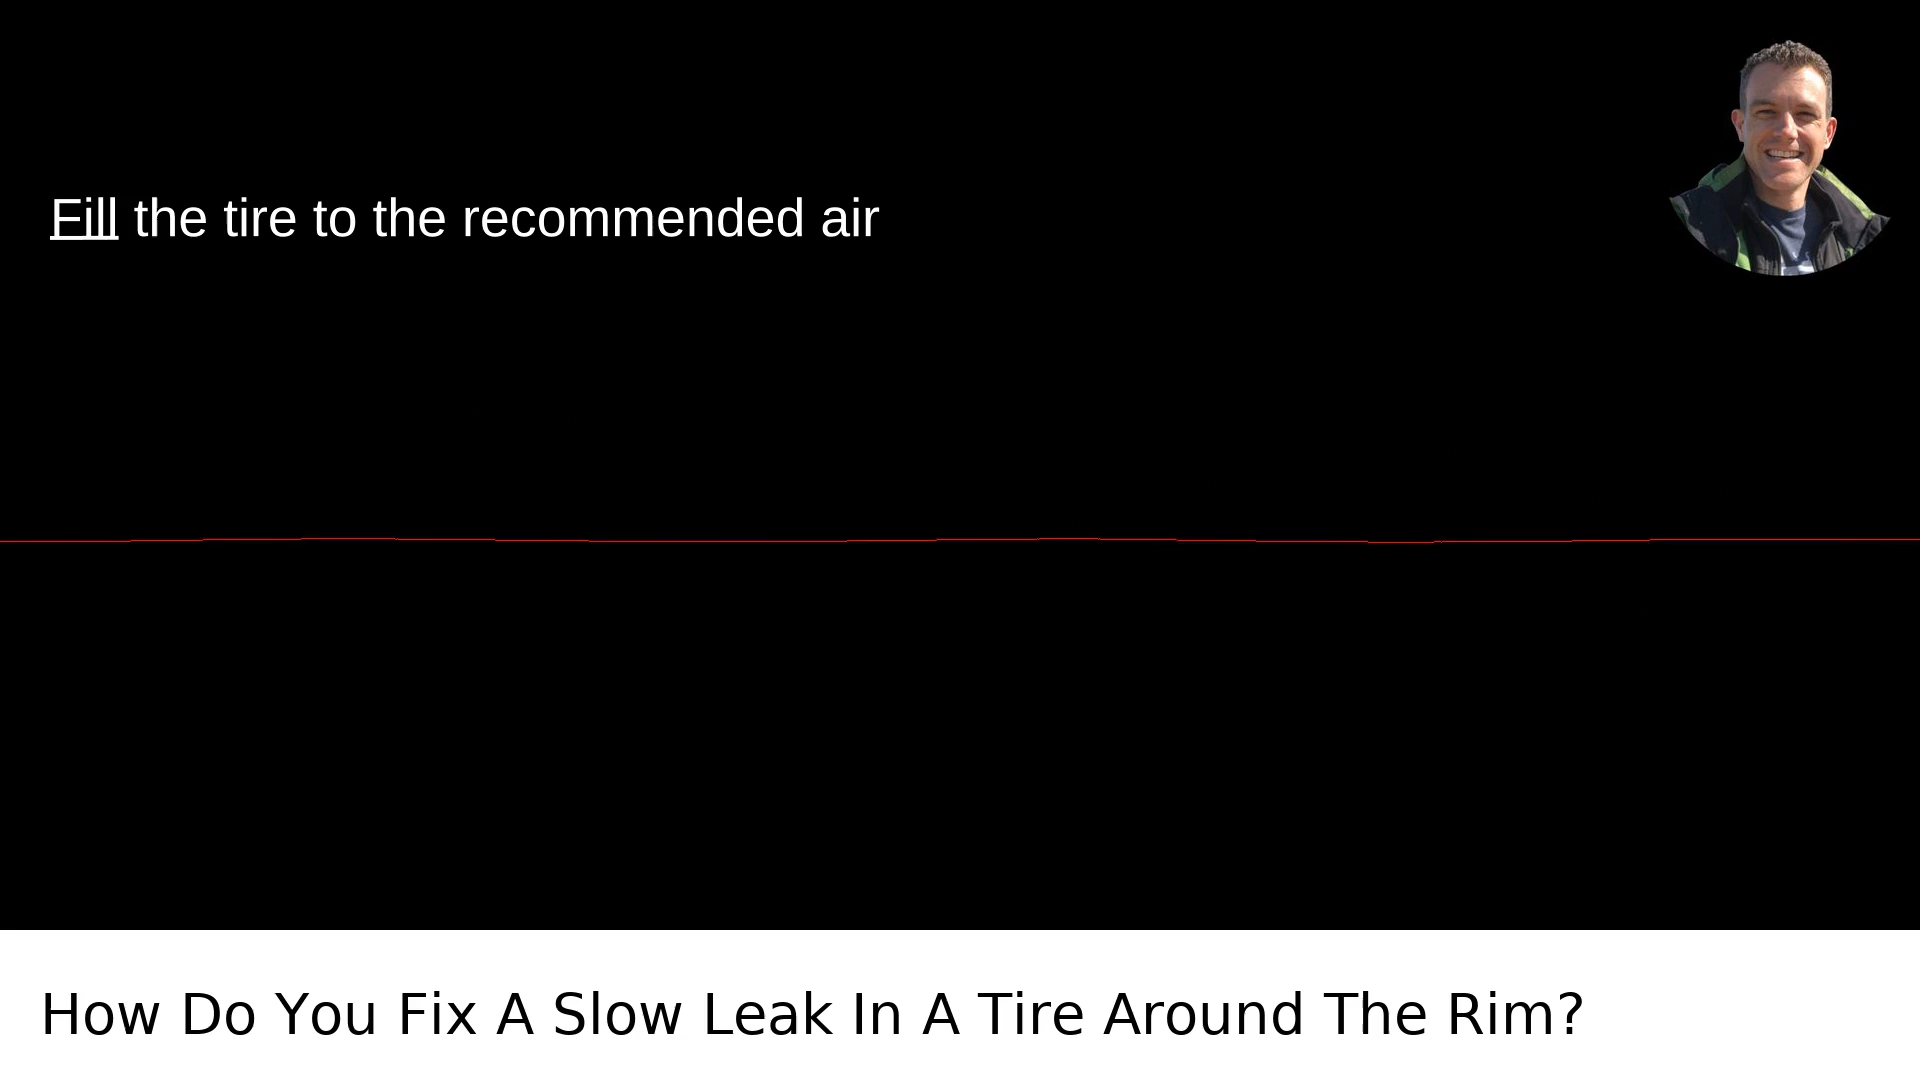 Fill the tire to the recommended air
How Do You Fix A Slow Leak In A Tire Around The Rim?